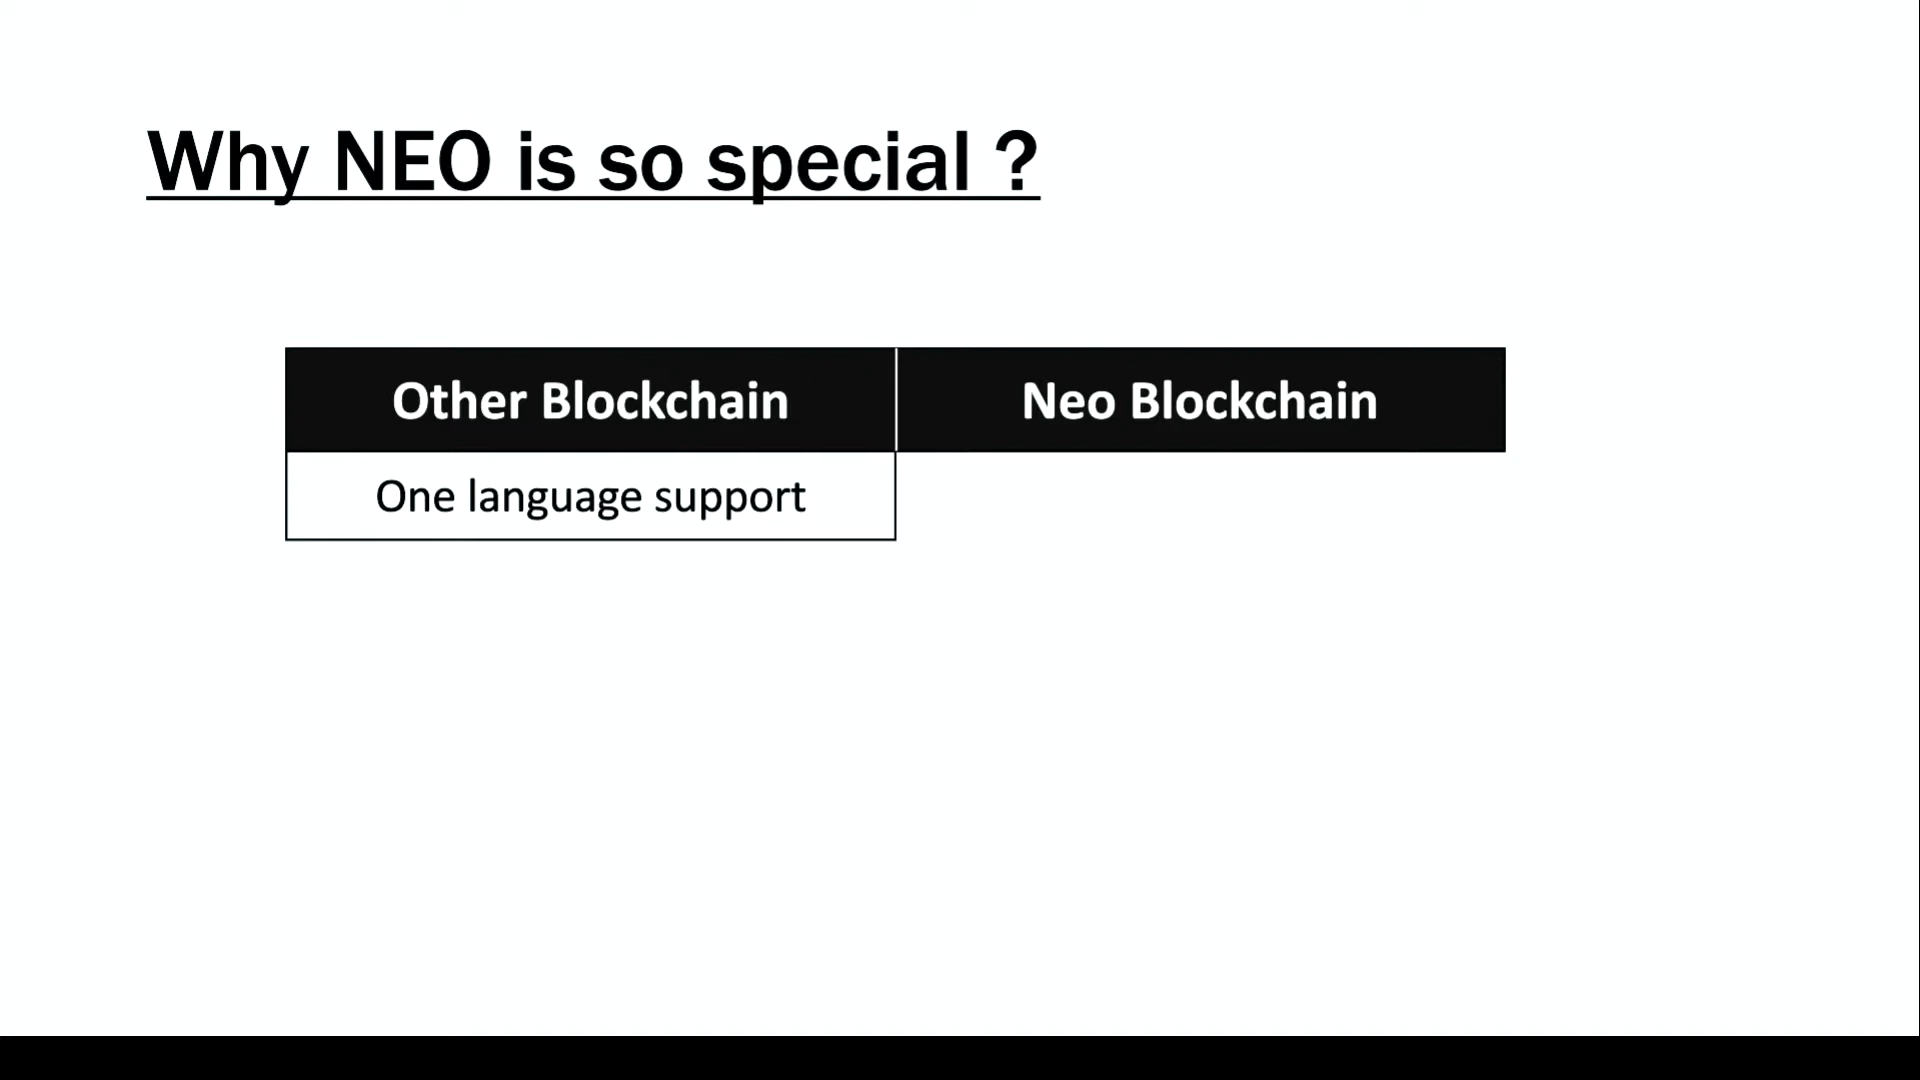 Why NEO is so special ?
Other Blockchain Neo Blockchain
One language support